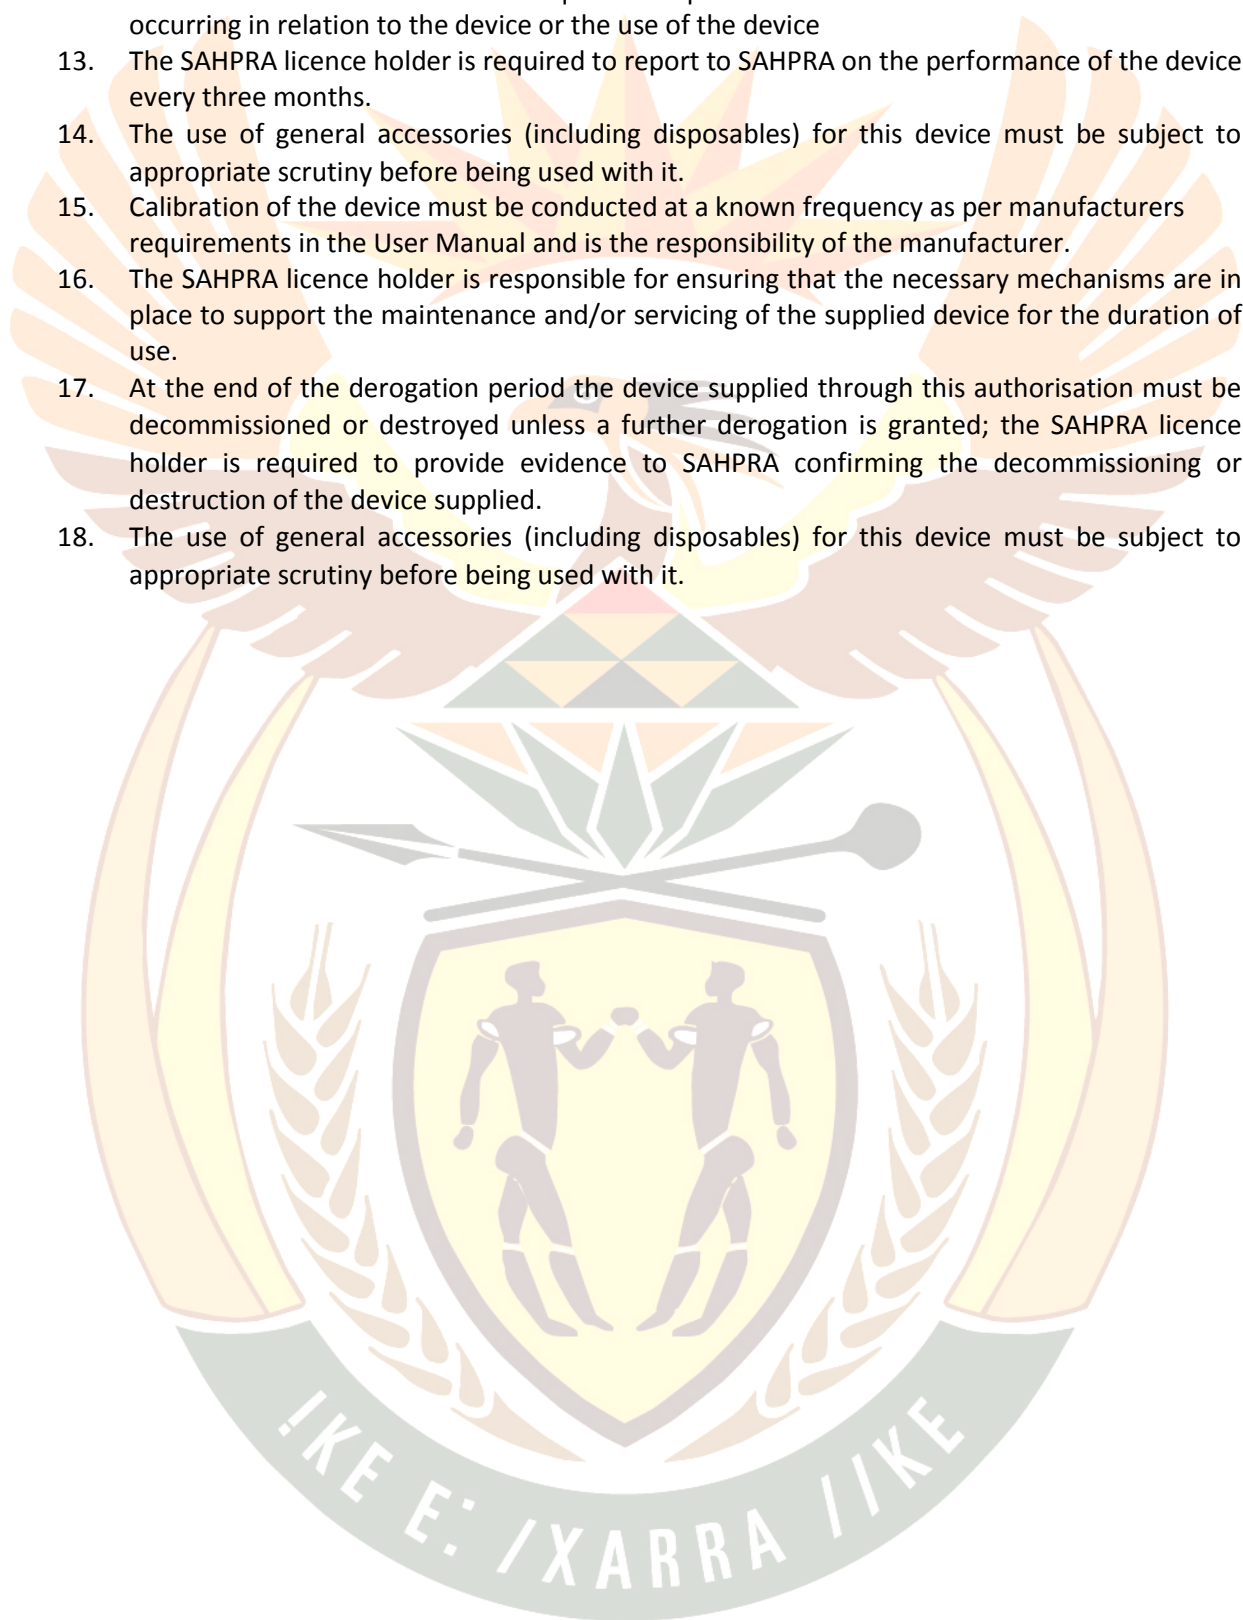 occurring in relation to the device or the use of the device
13. The SAHPRA licence holder is required to report to SAHPRA on the performance of the device
every three months.
14. The use of general accessories (including disposables) for this device must be subject to
appropriate scrutiny before being used with it.
15. Calibration of the device must be conducted at a known frequency as per manufacturers
requirements in the User Manual and is the responsibility of the manufacturer.
16. The SAHPRA licence holder is responsible for ensuring that the necessary mechanisms are in
place to support the maintenance and/or servicing of the supplied device for the duration of
use.
17. At the end of the derogation period the device supplied through this authorisation must be
decommissioned or destroyed unless a further derogation is granted; the SAHPRA licence
holder is required to provide evidence to SAHPRA confirming the decommissioning or
destruction of the device supplied.
18. The use of general accessories (including disposables) for this device must be subject to
appropriate scrutiny before being used with it.
!KE E: /XARRA //KE